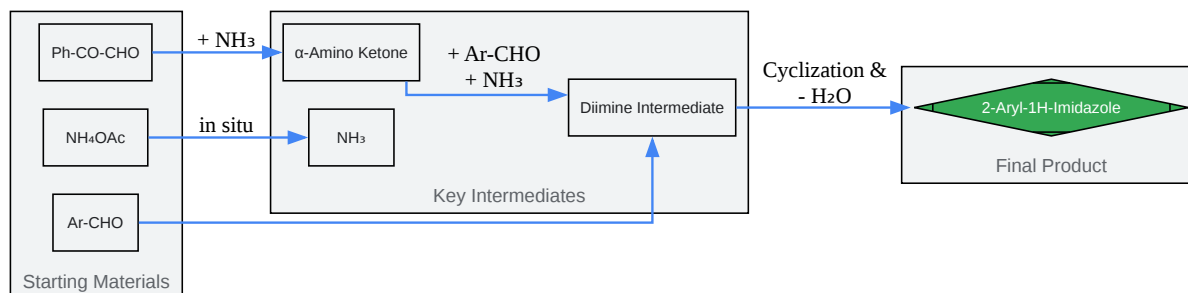 Ph-CO-CHO
+ NH₃
α-Amino Ketone
+ Ar-CHO
+ NH₃
Cyclization &
- H₂O
Diimine Intermediate
2-Aryl-1H-Imidazole
NH₄OAc
in situ
NH₃
Final Product
Key Intermediates
Ar-CHO
Starting Materials